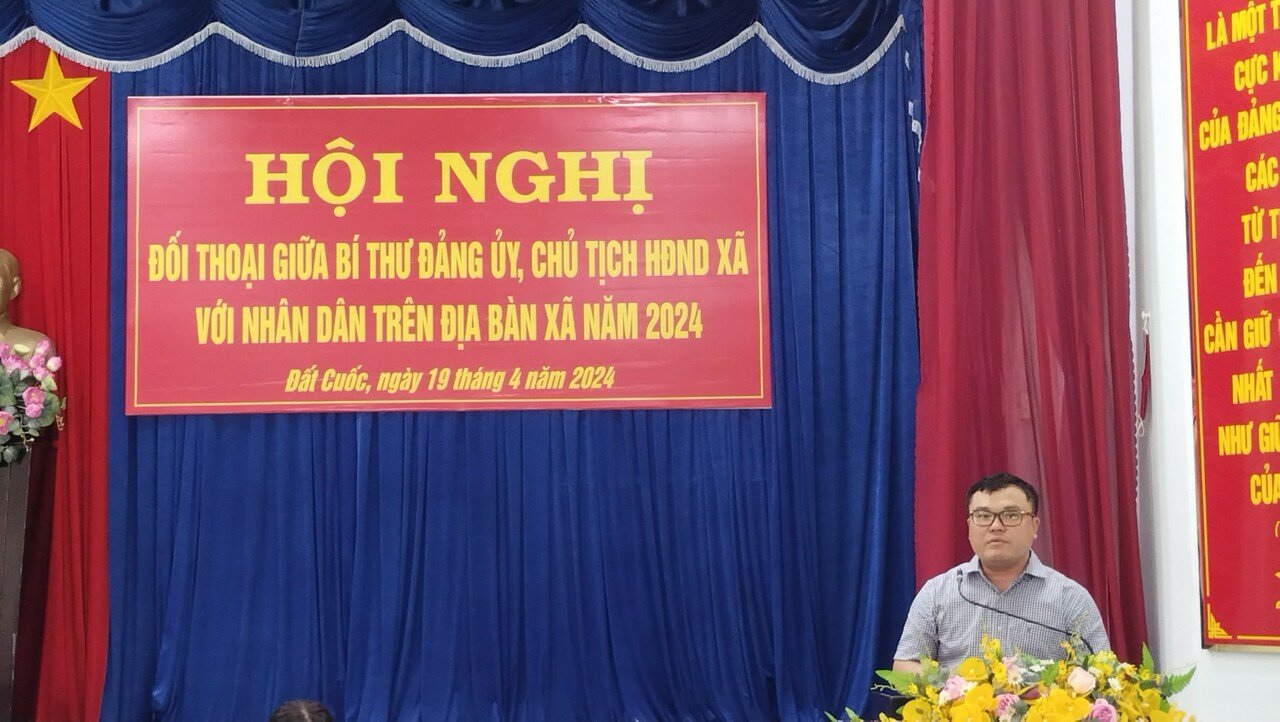 HỘI NGHỊ
ĐỐI THOẠI GIỮA BÍ THƯ ĐẢNG ỦY, CHỦ TỊCH HĐND XÃ
VỚI NHÂN DÂN TRÊN ĐỊA BÀN XÃ NĂM 2024
Đất Cuốc, ngày 19 tháng 4 năm 2024
LÀ MỘT
CỰC
CỦA ĐẢNG
CÁC
TỪ
ĐẾN
CẦN GIỮ
NHẤT
NHƯ
CỦA